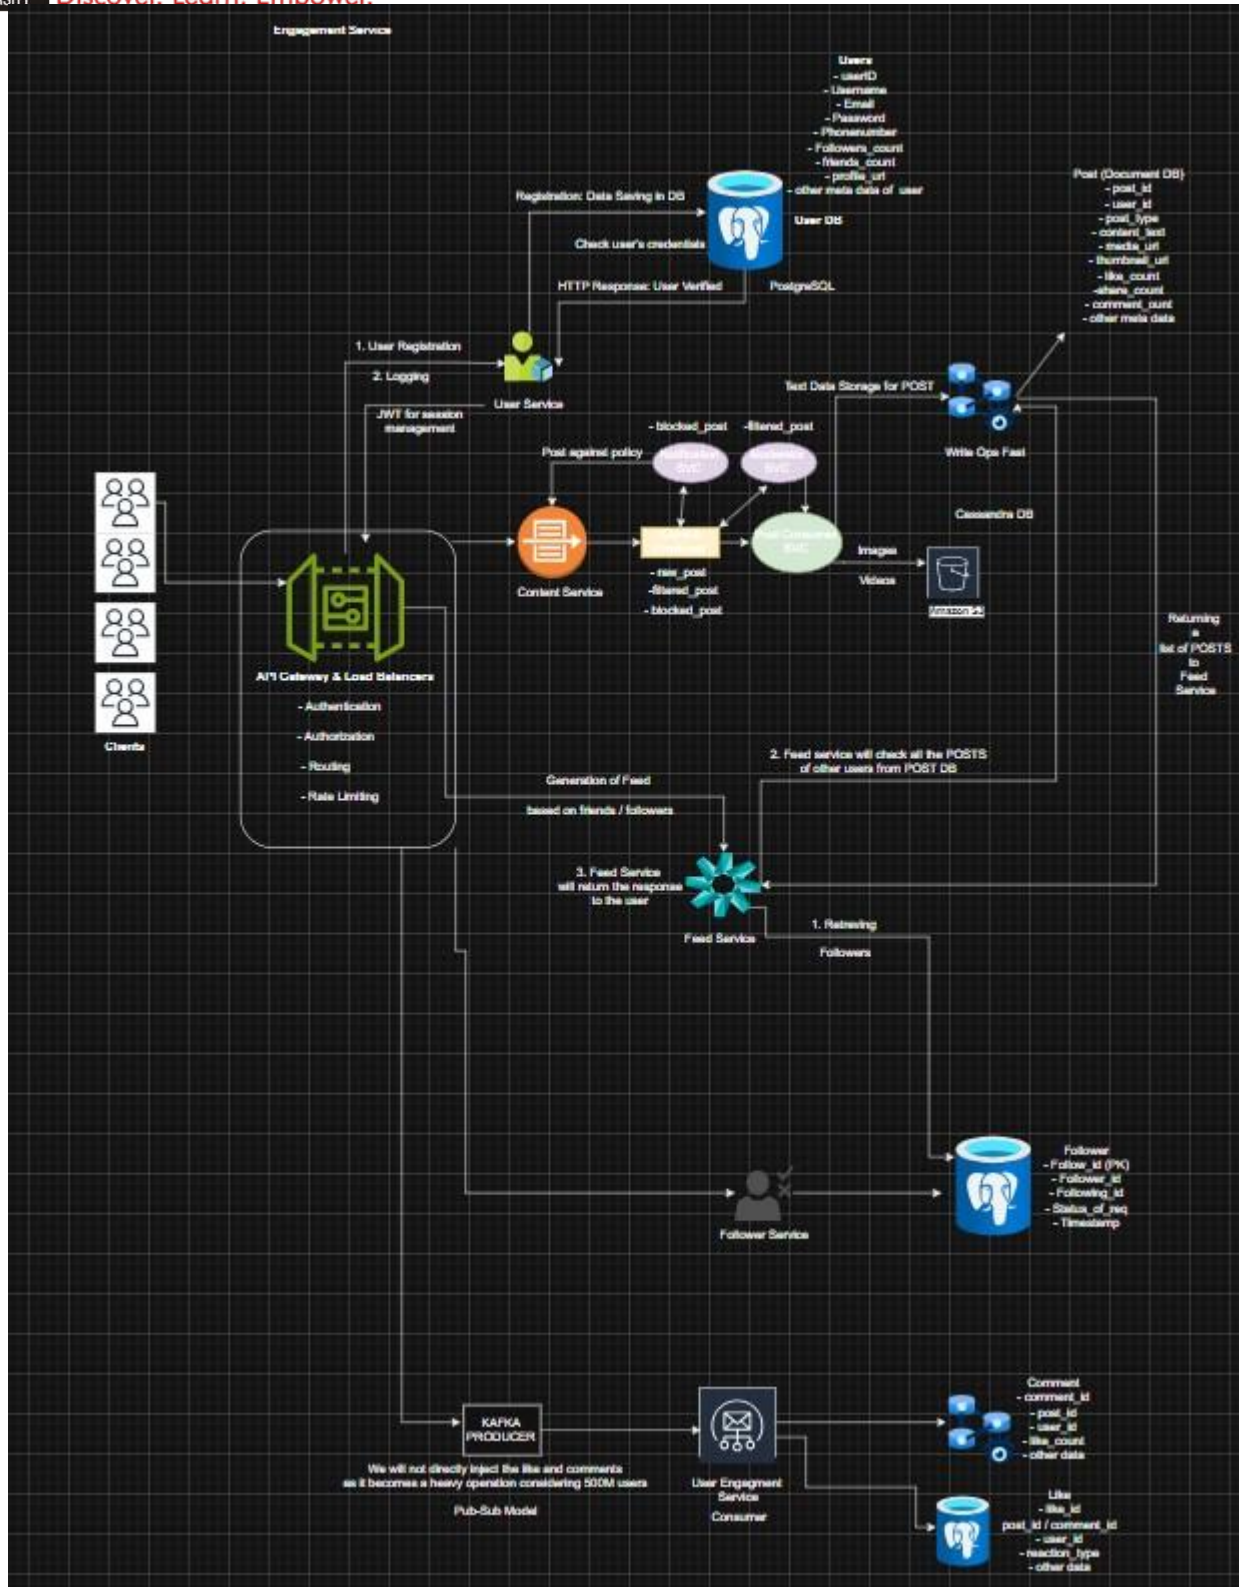 Discover. Learn. Empower.
Engagement Service
Users
- userID
- Username
- Email
- Password
- Phonenumber
- Followers_count
- friends_count
- profile_url
- other meta data of user
User DB
PostgreSQL
Registration: Data Saving in DB
Check user's credentials
HTTP Response: User Verified
Post (Document DB)
- post_id
- user_id
- post_type
- content_text
- media_url
- thumbnail_url
- like_count
-share_count
- comment_ount
- other meta data
1. User Registration
2. Logging
User Service
JWT for session
management
Text Data Storage for POST
Write Ops Fast
Cassandra DB
- blocked_post
-filtered_post
Post against policy
SVC
SVC
SVC
Content Service
- raw_post
-filtered_post
- blocked_post
Images
Videos
Amazon S3
Clients
API Gateway & Load Balancers
- Authentication
- Authorization
- Routing
- Rate Limiting
Returning
a
list of POSTS
to
Feed
Service
2. Feed service will check all the POSTS
of other users from POST DB
Generation of Feed
based on friends / followers
3. Feed Service
will return the response
to the user
Feed Service
1. Retreving
Followers
Follower
- Follow_id (PK)
- Follower_id
- Following_id
- Status_of_req
- Timestamp
Follower Service
KAFKA
PRODUCER
We will not directly inject the like and comments
as it becomes a heavy operation considering 500M users
Pub-Sub Model
User Engagment
Service
Consumer
Comment
- comment_id
- post_id
- user_id
- like_count
- other data
Like
- like_id
post_id / comment_id
- user_id
- reaction_type
- other data